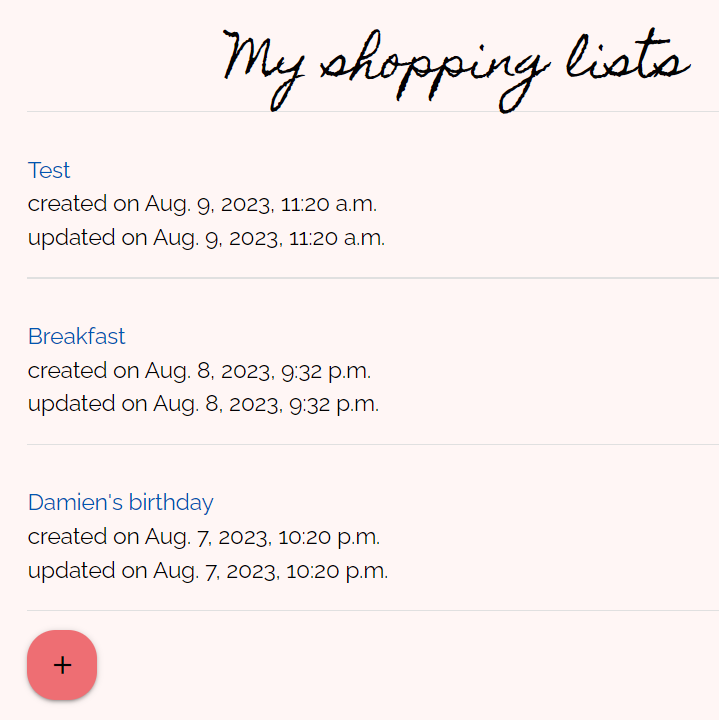 My shopping lists
Test
created on Aug. 9, 2023, 11:20 a.m.
updated on Aug. 9, 2023, 11:20 a.m.
Breakfast
created on Aug. 8, 2023, 9:32 p.m.
updated on Aug. 8, 2023, 9:32 p.m.
Damien's birthday
created on Aug. 7, 2023, 10:20 p.m.
updated on Aug. 7, 2023, 10:20 p.m.
+